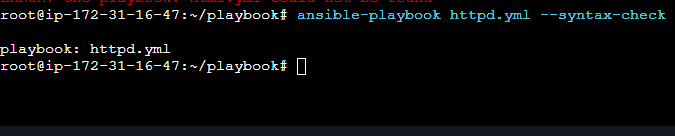 root@ip-172-31-16-47:~/playbook# ansible-playbook httpd.yml --syntax-check
playbook: httpd.yml
root@ip-172-31-16-47:~/playbook#